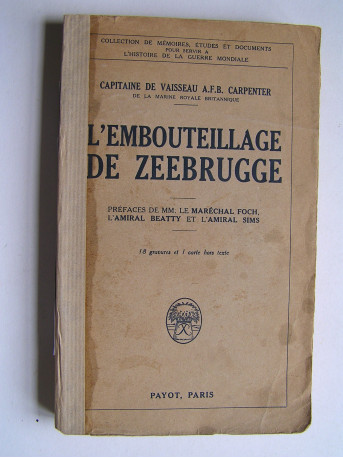 COLLECTION DE MÉMOIRES, ÉTUDES ET DOCUMENTS
POUR SERVIR A
L'HISTOIRE DE LA GUERRE MONDIALE
CAPITAINE DE VAISSEAU A.F.B. CARPENTER
DE LA MARINE ROYALE BRITANNIQUE
L'EMBOUTEILLAGE
DE ZEEBRUGGE
PRÉFACES DE MM. LE MARÉCHAL FOCH,
L'AMIRAL BEATTY ET L'AMIRAL SIMS
18 gravures et 1 carte hors texte
PAYOT, PARIS